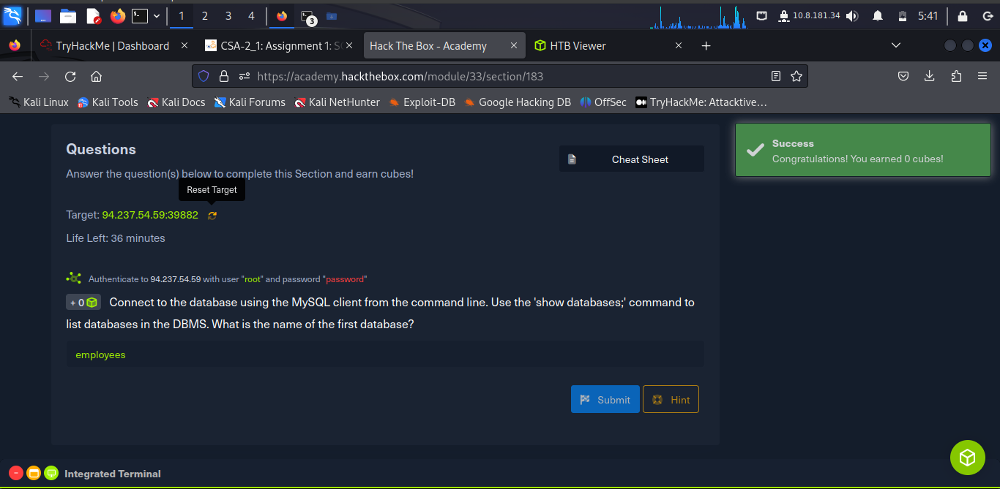 1 2 3 4 3 10.8.181.34 5:41
TryHackMe | Dashboard CSA-2_1: Assignment 1: Hack The Box - Academy HTB Viewer
https://academy.hackthebox.com/module/33/section/183
Kali Linux Kali Tools Kali Docs Kali Forums Kali NetHunter Exploit-DB Google Hacking DB OffSec TryHackMe: Attacktive…
Questions
Cheat Sheet
Answer the question(s) below to complete this Section and earn cubes!
Success
Congratulations! You earned 0 cubes!
Reset Target
Target: 94.237.54.59:39882
Life Left: 36 minutes
Authenticate to 94.237.54.59 with user "root" and password "password"
+ 0 Connect to the database using the MySQL client from the command line. Use the 'show databases;' command to
list databases in the DBMS. What is the name of the first database?
employees
Submit Hint
Integrated Terminal